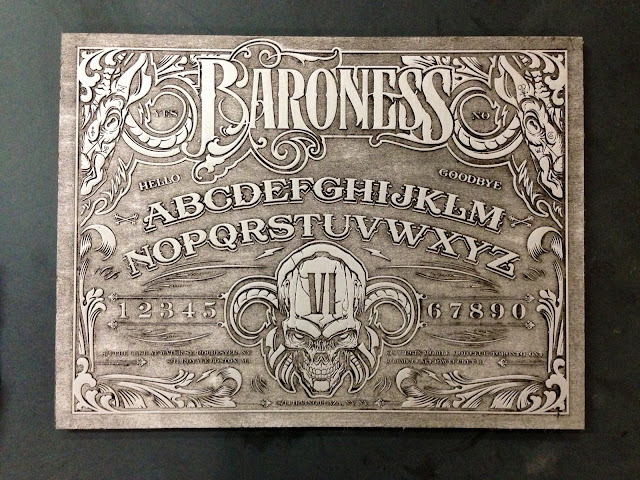 BARONESS
YES
NO
HELLO
GOODBYE
ABCDEFGHIJKLM
NOPQRSTUVWXYZ
VI
12345
67890